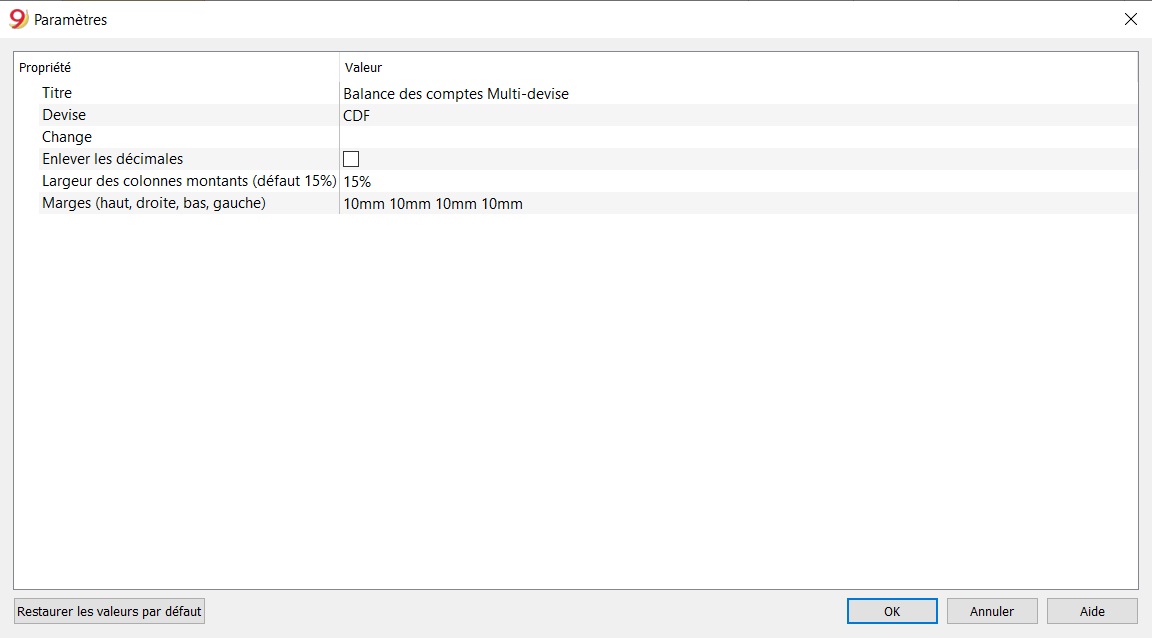 9 Paramètres
Propriété Valeur
Titre Balance des comptes Multi-devise
Devise CDF
Change
Enlever les décimales
Largeur des colonnes montants (défaut 15%) 15%
Marges (haut, droite, bas, gauche) 10mm 10mm 10mm 10mm
Restaurer les valeurs par défaut OK Annuler Aide